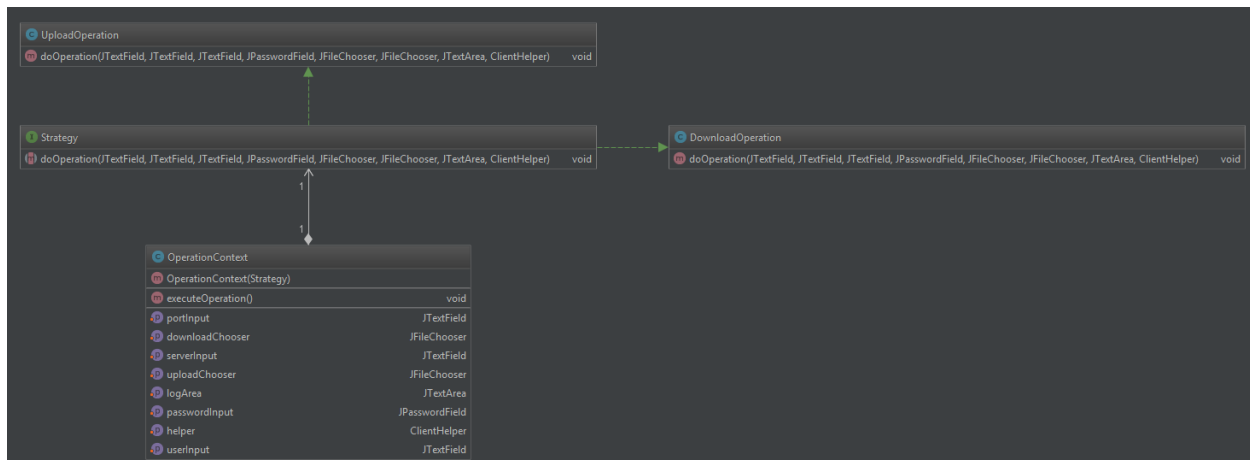 C UploadOperation
m doOperation(JTextField, JTextField, JTextField, JPasswordField, JFileChooser, JFileChooser, JTextArea, ClientHelper) void
I Strategy
m doOperation(JTextField, JTextField, JTextField, JPasswordField, JFileChooser, JFileChooser, JTextArea, ClientHelper) void
C DownloadOperation
m doOperation(JTextField, JTextField, JTextField, JPasswordField, JFileChooser, JFileChooser, JTextArea, ClientHelper) void
1
1
C OperationContext
m OperationContext(Strategy)
m executeOperation() void
p portInput JTextField
p downloadChooser JFileChooser
p serverInput JTextField
p uploadChooser JFileChooser
p logArea JTextArea
p passwordInput JPasswordField
p helper ClientHelper
p userInput JTextField